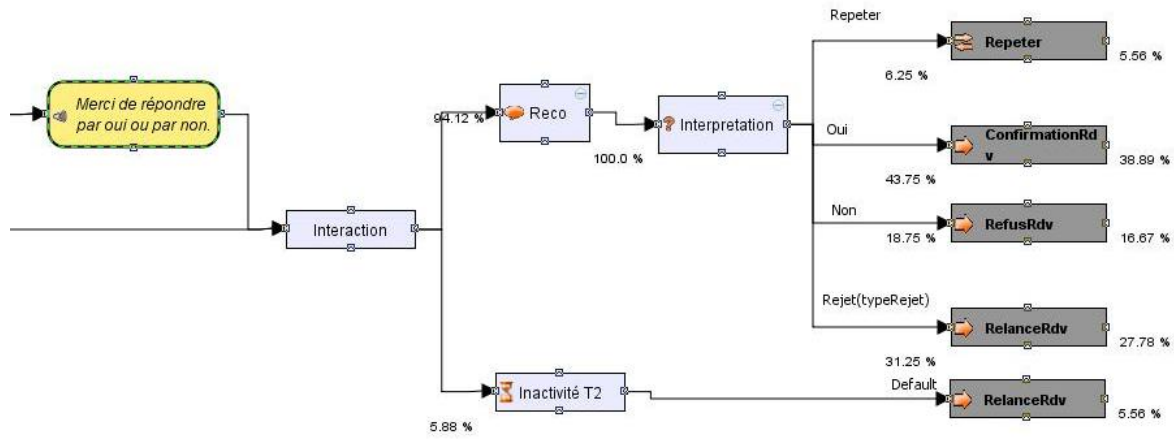 Repeter
Repeter
5.56 %
6.25 %
Merci de répondre
par oui ou par non.
94.12 %
Reco
100.0 %
Interpretation
Oui
ConfirmationRd
v
38.89 %
43.75 %
Non
18.75 %
RefusRdv
16.67 %
Interaction
Rejet(typeRejet)
RelanceRdv
27.78 %
31.25 %
Inactivité T2
5.88 %
Default
RelanceRdv
5.56 %